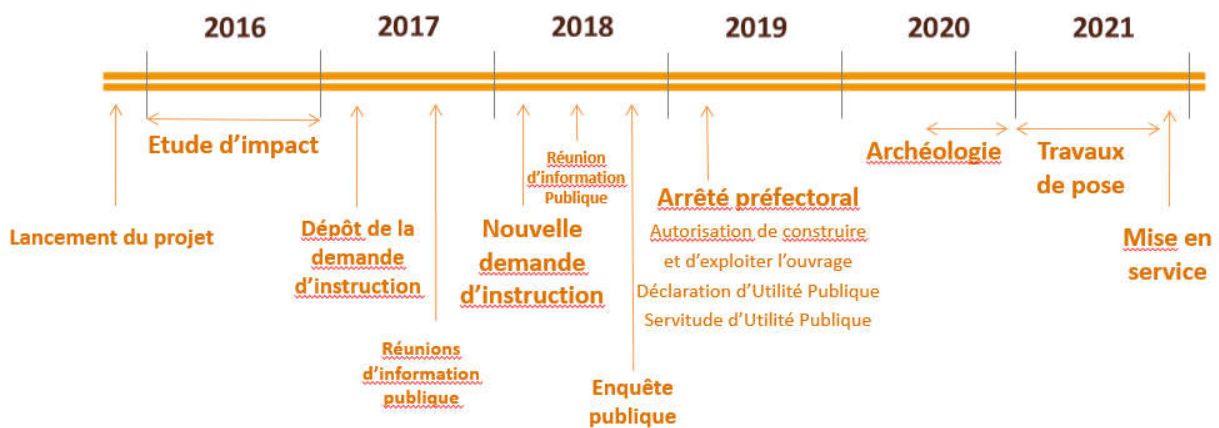 2016 2017 2018 2019 2020 2021
Lancement du projet
Etude d’impact
Dépôt de la
demande
d’instruction
Réunions
d’information
publique
Nouvelle
demande
d’instruction
Réunion
d’information
Publique
Enquête
publique
Arrêté préfectoral
Autorisation de construire
et d’exploiter l’ouvrage
Déclaration d’Utilité Publique
Servitude d’Utilité Publique
Archéologie
Travaux
de pose
Mise en
service